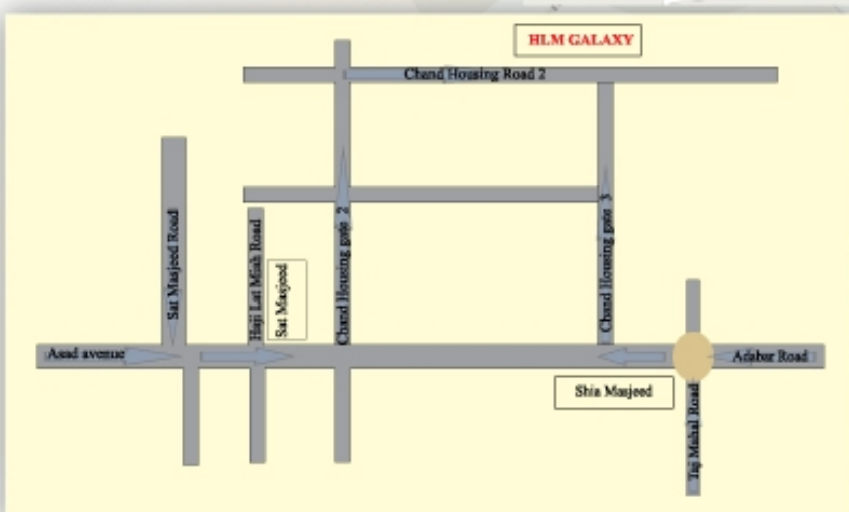 HLM GALAXY
Chand Housing Road 2
Sat Masjeed Road
Haji Lat Miah Road
Sat Masjeed
Chand Housing gate 2
Chand Housing gate 3
Asad avenue
Adabar Road
Shia Masjeed
Taj Mahal Road